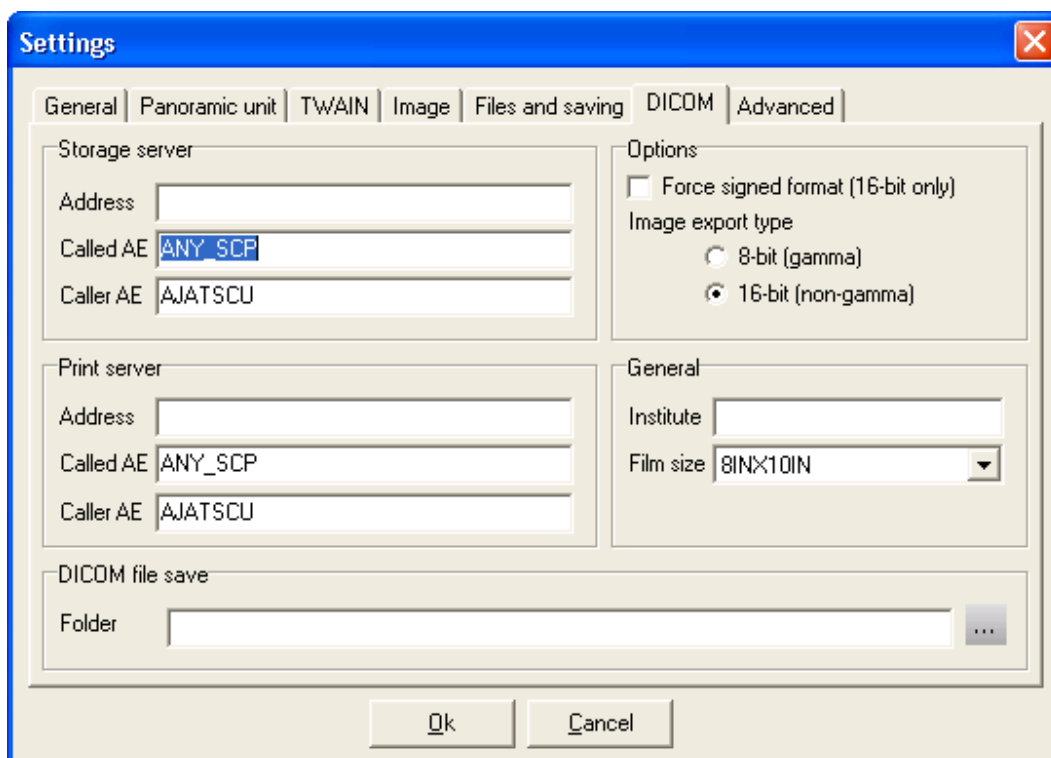 Settings
General Panoramic unit TWAIN Image Files and saving DICOM Advanced
Storage server
Address
Called AE ANY_SCP
Caller AE AJATSCU
Options
Force signed format (16-bit only)
Image export type
8-bit (gamma)
16-bit (non-gamma)
Print server
Address
Called AE ANY_SCP
Caller AE AJATSCU
General
Institute
Film size 8INX10IN
DICOM file save
Folder ...
Ok Cancel